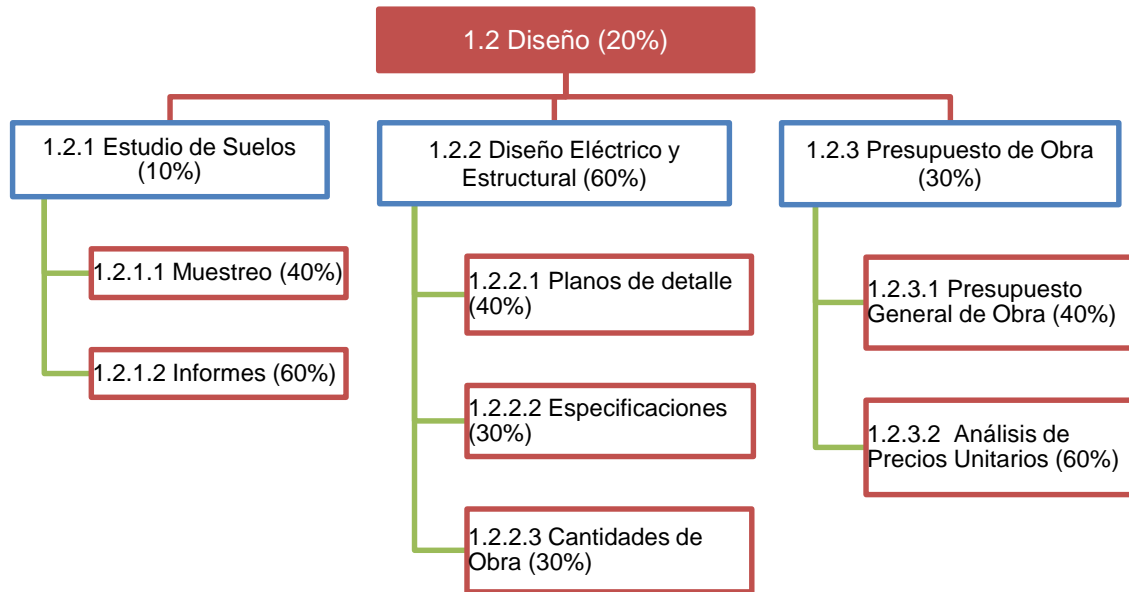 1.2 Diseño (20%)
1.2.1 Estudio de Suelos
(10%)
1.2.1.1 Muestreo (40%)
1.2.1.2 Informes (60%)
1.2.2 Diseño Eléctrico y
Estructural (60%)
1.2.2.1 Planos de detalle
(40%)
1.2.2.2 Especificaciones
(30%)
1.2.2.3 Cantidades de
Obra (30%)
1.2.3 Presupuesto de Obra
(30%)
1.2.3.1 Presupuesto
General de Obra (40%)
1.2.3.2 Análisis de
Precios Unitarios (60%)